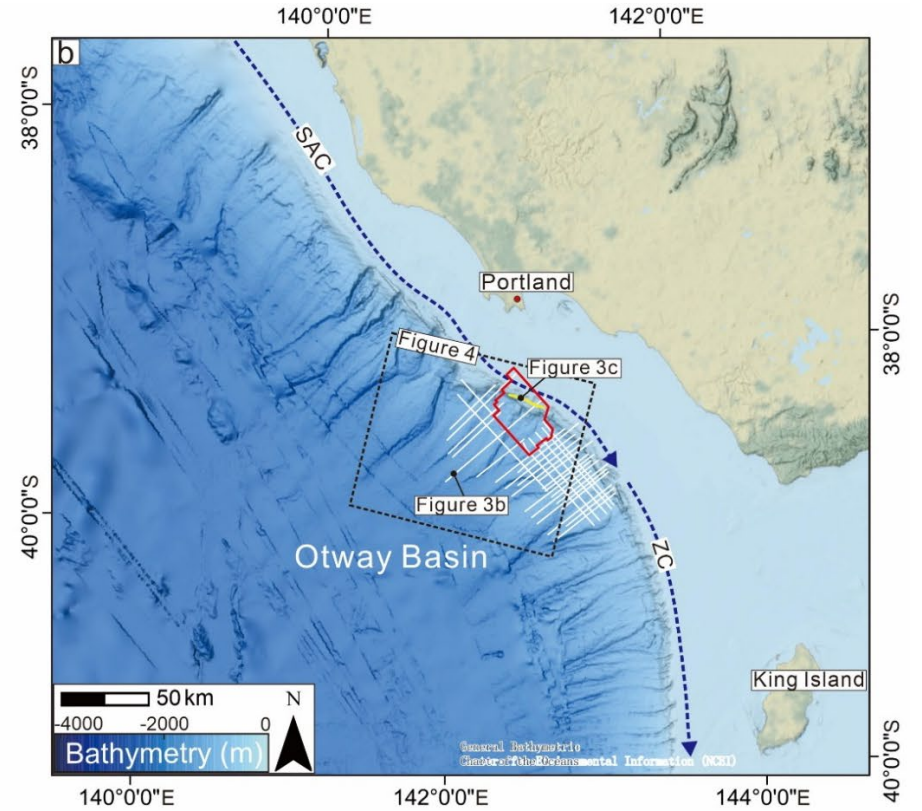 140°0'0"E 142°0'0"E
b
38°0'0"S
SAC
Portland
38°0'0"S
Figure 4
Figure 3c
Figure 3b
40°0'0"S
Otway Basin
ZC
King Island
50 km
N
-4000 -2000 0
Bathymetry (m)
General Bathymetric
Information (NCEI)
40°0'0"S
140°0'0"E 142°0'0"E 144°0'0"E